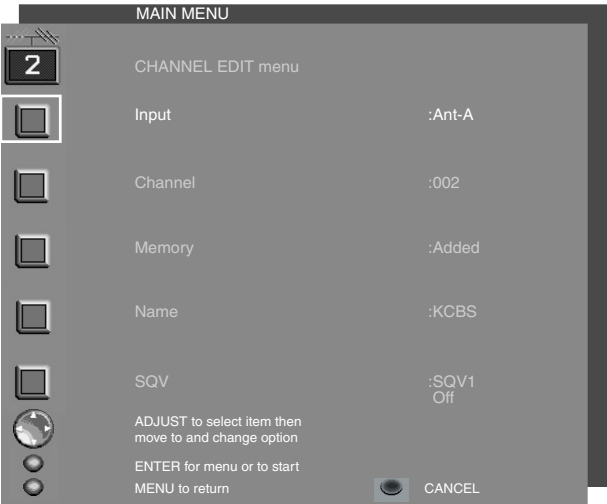 MAIN MENU
2
CHANNEL EDIT menu
Input :Ant-A
Channel :002
Memory :Added
Name :KCBS
SQV :SQV1
Off
ADJUST to select item then
move to and change option
ENTER for menu or to start
MENU to return CANCEL